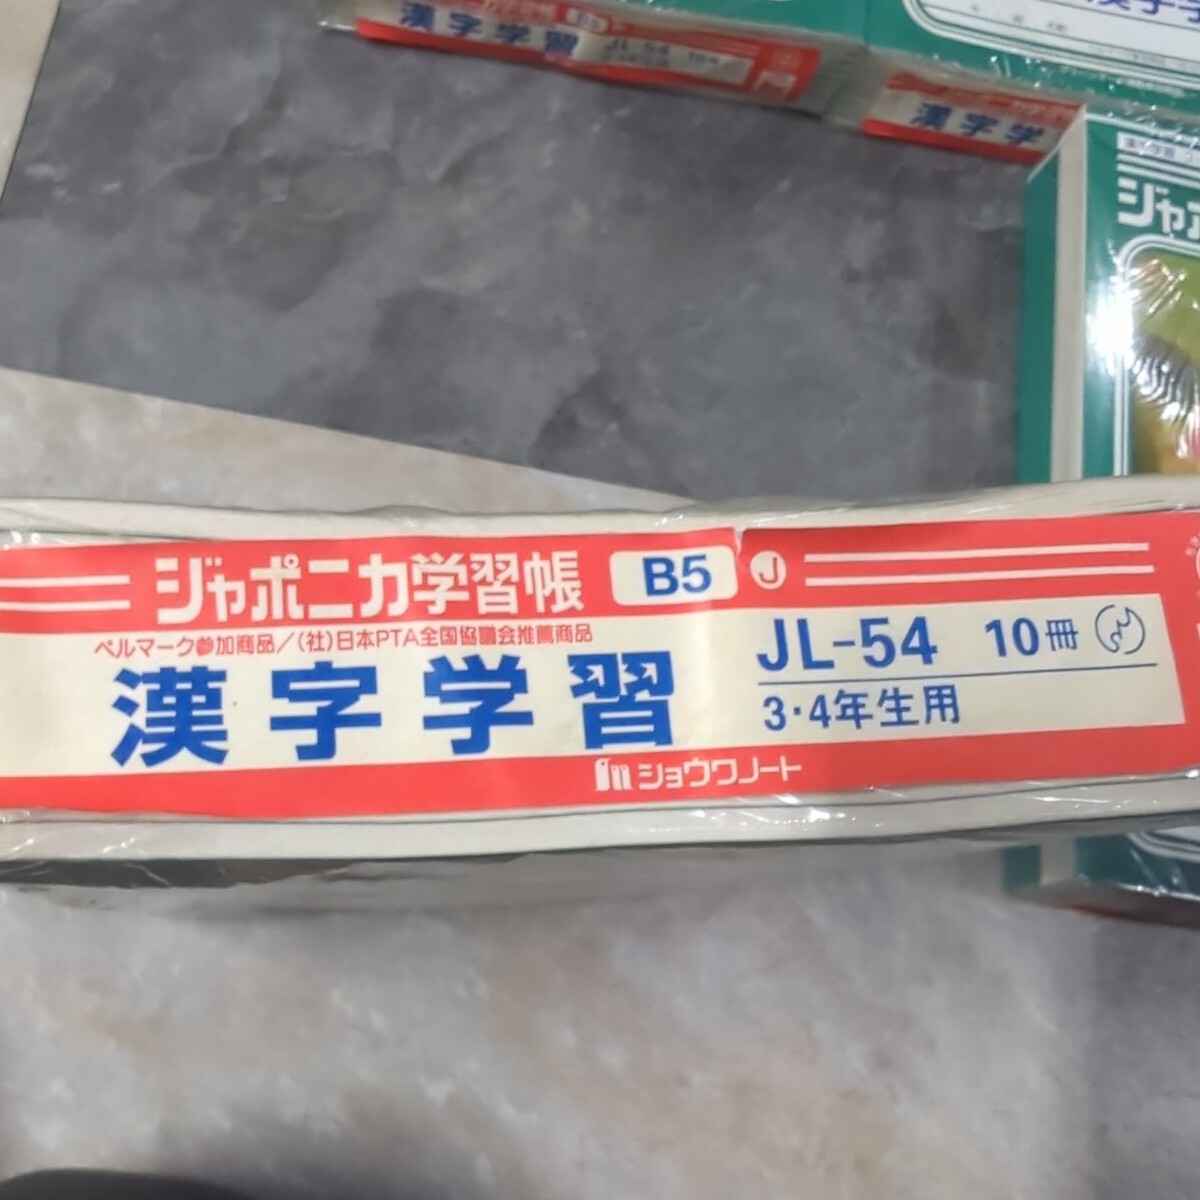 漢字学習
JL-54
漢字学
ジャポニカ学習帳 B5 J
ベルマーク参加商品/(社)日本PTA全国協議会推薦商品
漢字学習
JL-54 10冊
3・4年生用
ショウワノート